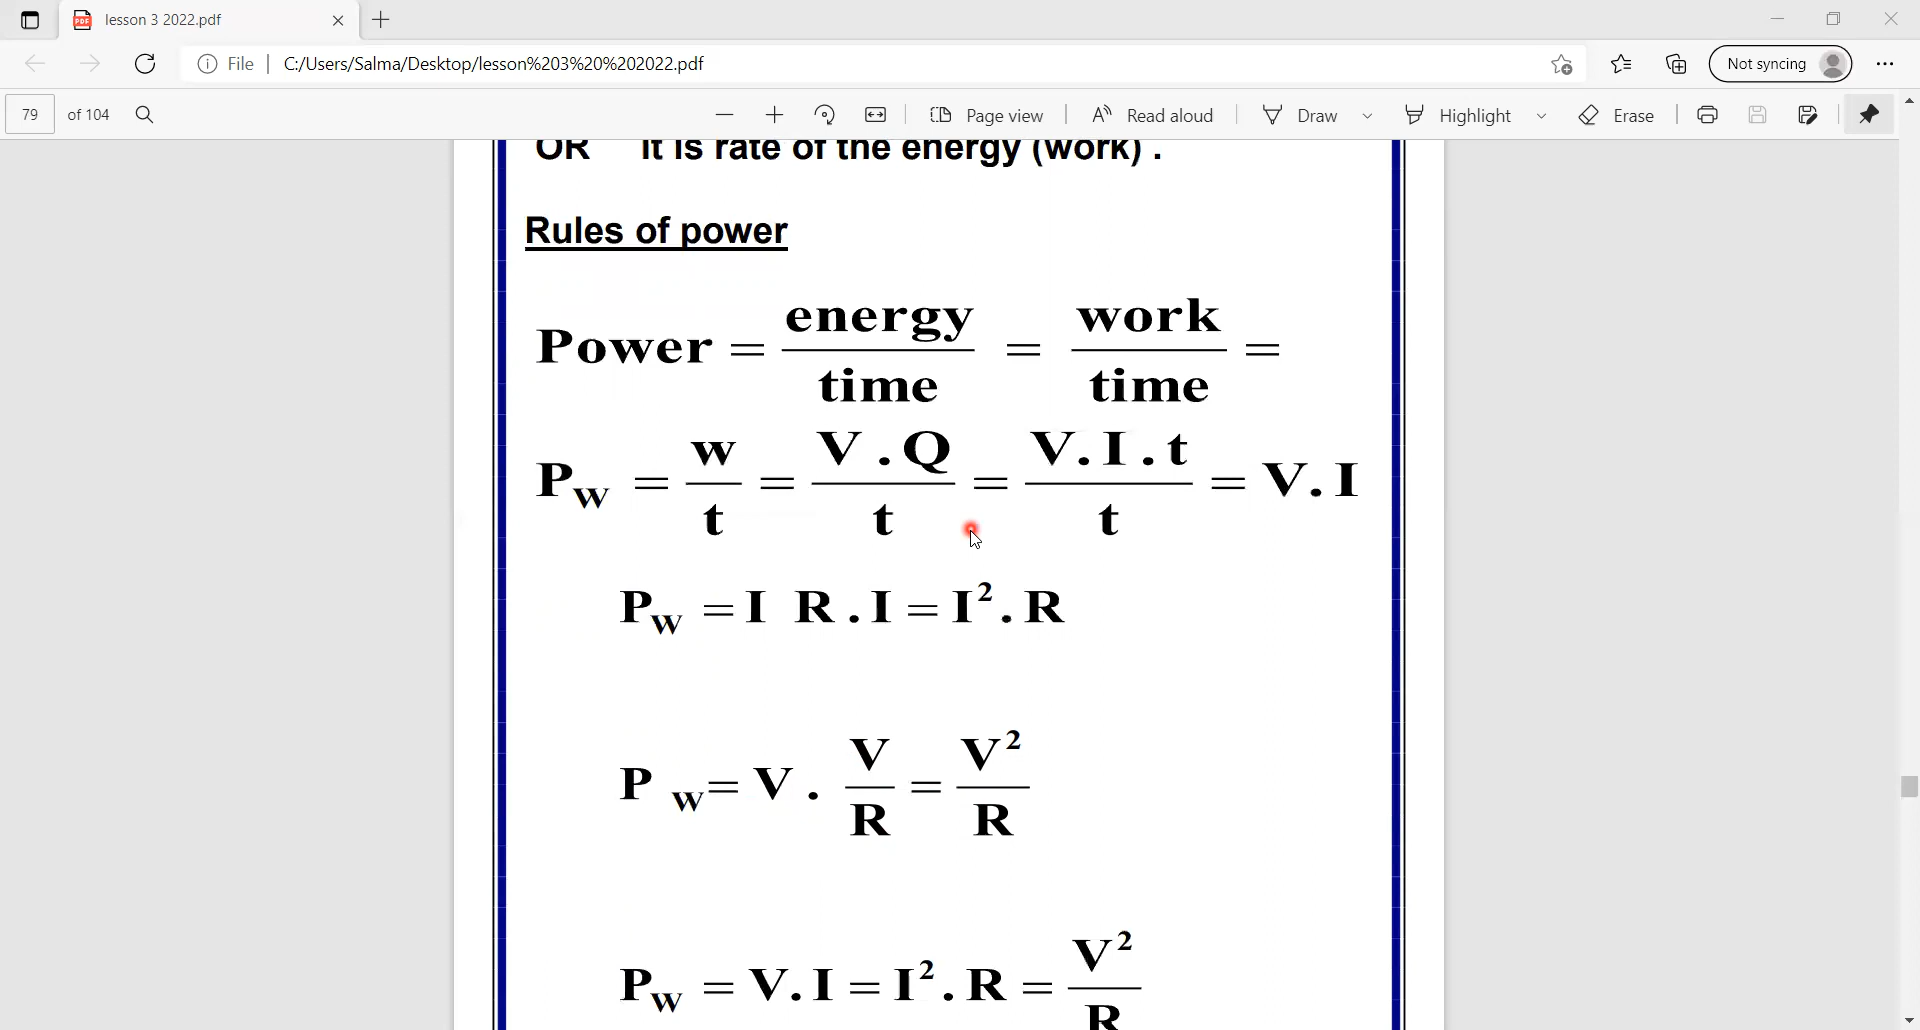 lesson 3 2022.pdf
File | C:/Users/Salma/Desktop/lesson%203%20%202022.pdf
Not syncing
79 of 104
Page view
Read aloud
Draw
Highlight
Erase
OR It is rate of the energy (work) .
Rules of power
Power = energy/time = work/time =
P_W = w/t = V . Q/t = V . I . t/t = V . I
P_W = I R . I = I² . R
P_W = V . V/R = V²/R
P_W = V . I = I² . R = V²/R